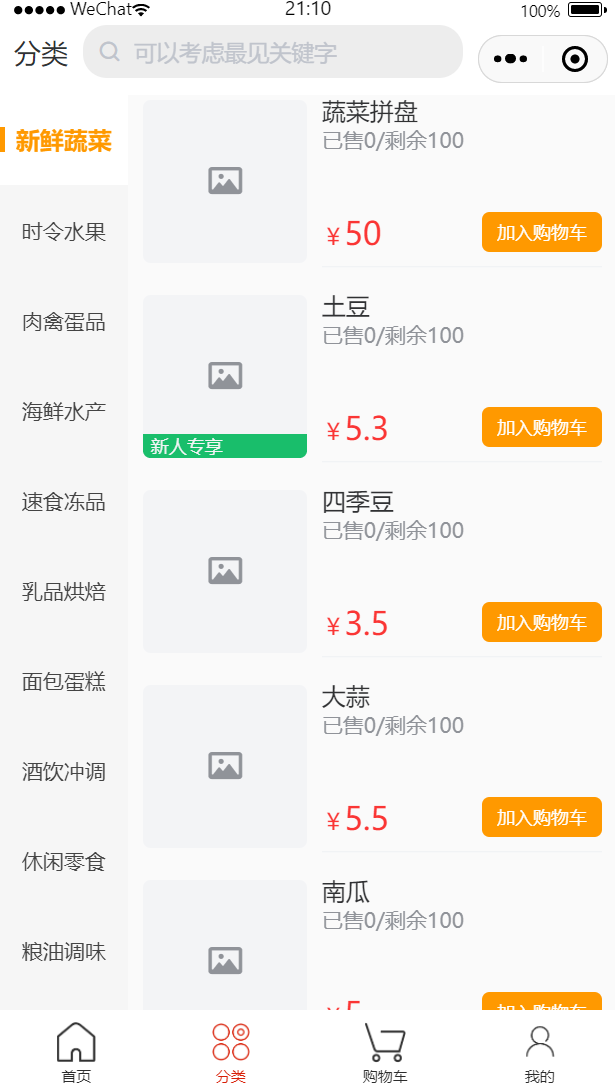 WeChat 21:10 100%
分类 可以考虑最见关键字
新鲜蔬菜
时令水果
肉禽蛋品
海鲜水产
速食冻品
乳品烘焙
面包蛋糕
酒饮冲调
休闲零食
粮油调味
蔬菜拼盘
已售0/剩余100
¥50 加入购物车
土豆
已售0/剩余100
新人专享
¥5.3 加入购物车
四季豆
已售0/剩余100
¥3.5 加入购物车
大蒜
已售0/剩余100
¥5.5 加入购物车
南瓜
已售0/剩余100
首页 分类 购物车 我的